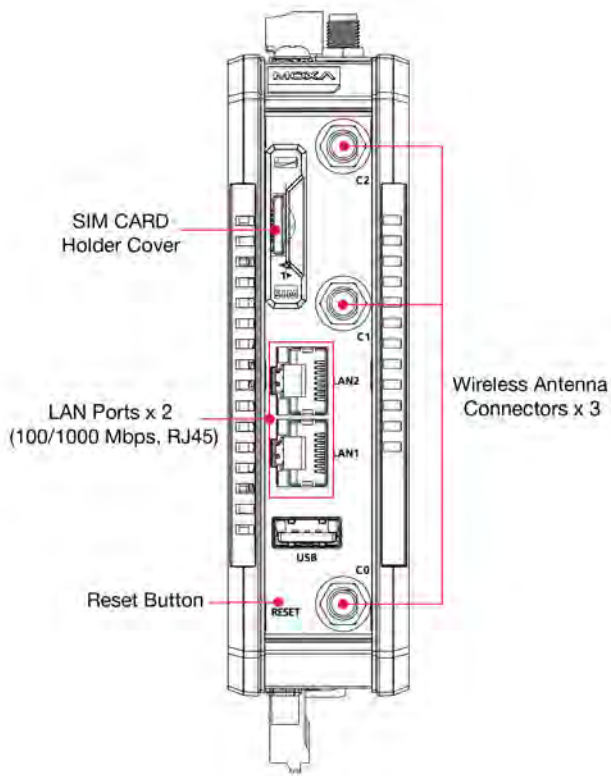 MOXA
C2
SIM CARD
Holder Cover
SIM
C1
LAN2
LAN Ports x 2
(100/1000 Mbps, RJ45)
Wireless Antenna
Connectors x 3
LAN1
USB
C0
Reset Button
RESET